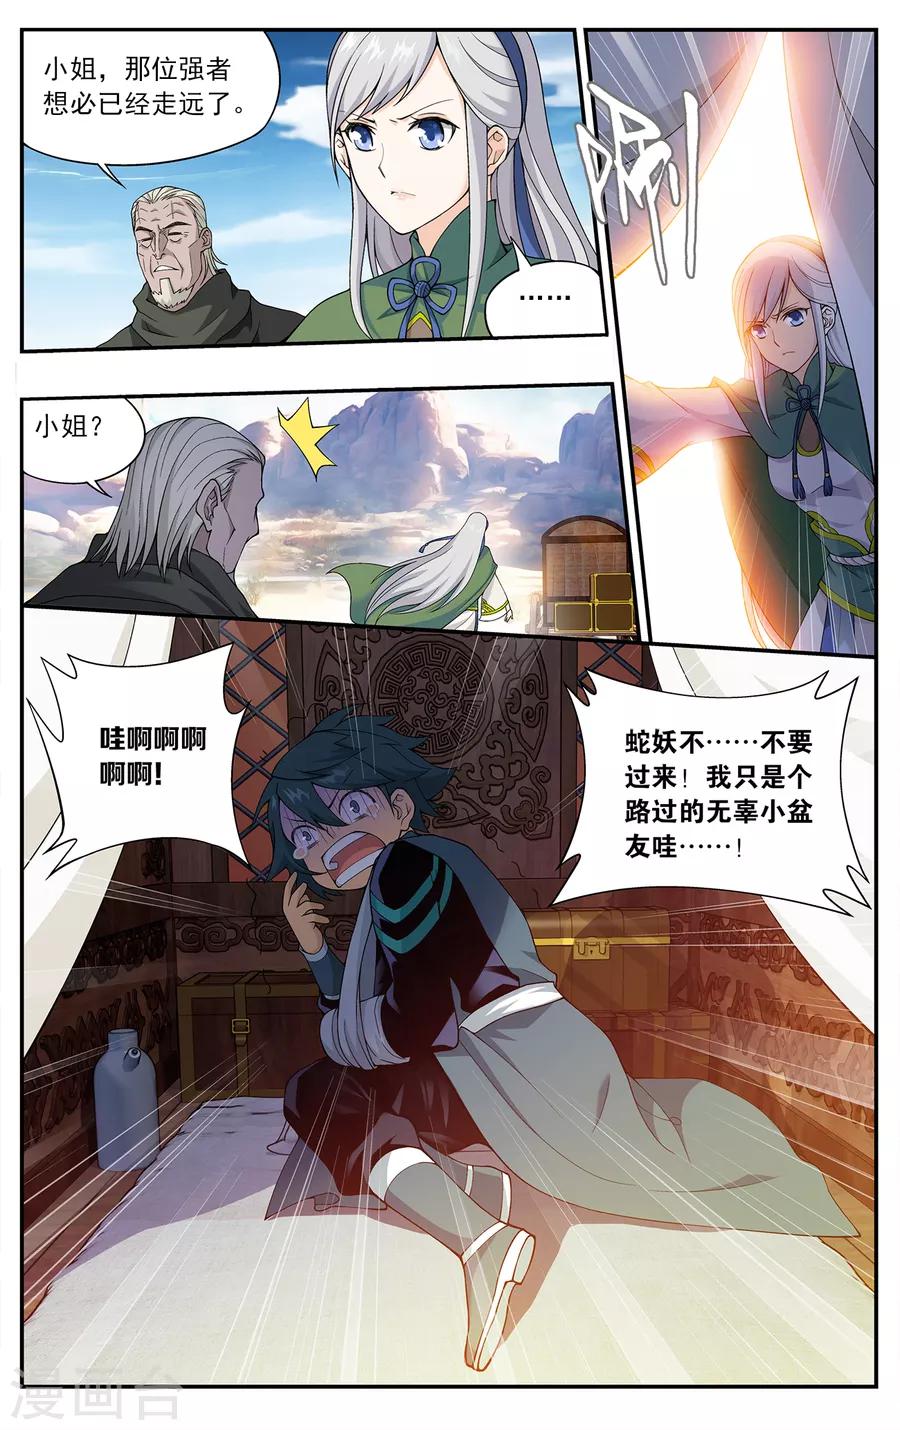 小姐，那位强者
想必已经走远了。
……
唰
小姐？
哇啊啊啊
啊啊！
蛇妖不……不要
过来！我只是个
路过的无辜小盆
友哇……！
漫画台